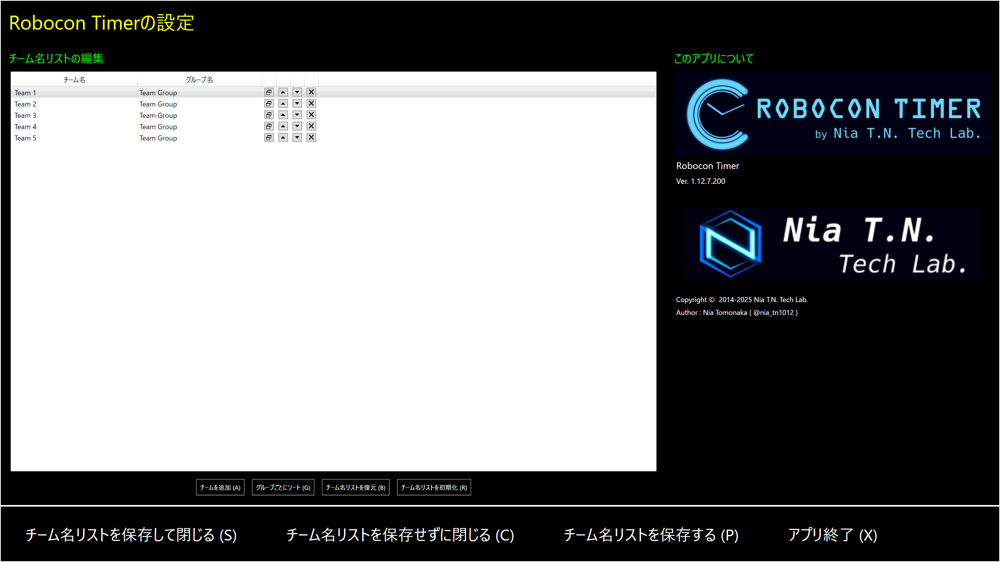 Robocon Timerの設定
チーム名リストの編集
チーム名 グループ名
Team 1 Team Group
Team 2 Team Group
Team 3 Team Group
Team 4 Team Group
Team 5 Team Group
チームを追加 (A) グループごとにソート (G) チーム名リストを復元 (B) チーム名リストを初期化 (R)
このアプリについて
ROBOCON TIMER
by Nia T.N. Tech Lab.
Robocon Timer
Ver. 1.12.7.200
Nia T.N.
Tech Lab.
Copyright © 2014-2025 Nia T.N. Tech Lab.
Author : Nia Tomonaka ( @nia_tn1012 )
チーム名リストを保存して閉じる (S) チーム名リストを保存せずに閉じる (C) チーム名リストを保存する (P) アプリ終了 (X)